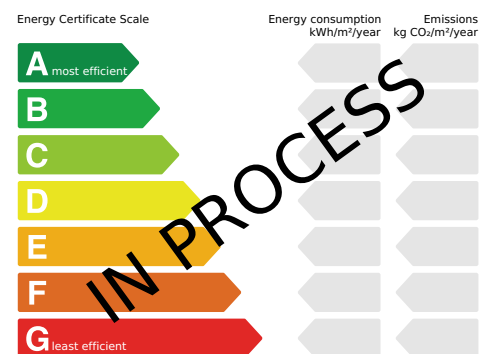 Energy Certificate Scale
Energy consumption
kWh/m²/year
Emissions
kg CO₂/m²/year
A most efficient
B
C
D
E
F
G least efficient
IN PROCESS